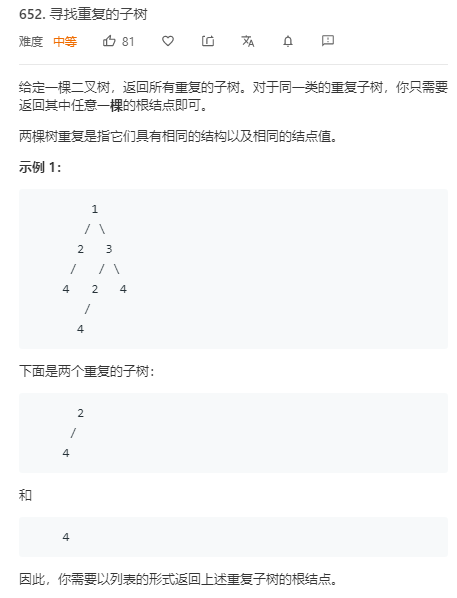 652. 寻找重复的子树
难度 中等 81
给定一棵二叉树，返回所有重复的子树。对于同一类的重复子树，你只需要
返回其中任意一棵的根结点即可。
两棵树重复是指它们具有相同的结构以及相同的结点值。
示例 1：
1
/ \
2 3
/ / \
4 2 4
/
4
下面是两个重复的子树：
2
/
4
和
4
因此，你需要以列表的形式返回上述重复子树的根结点。